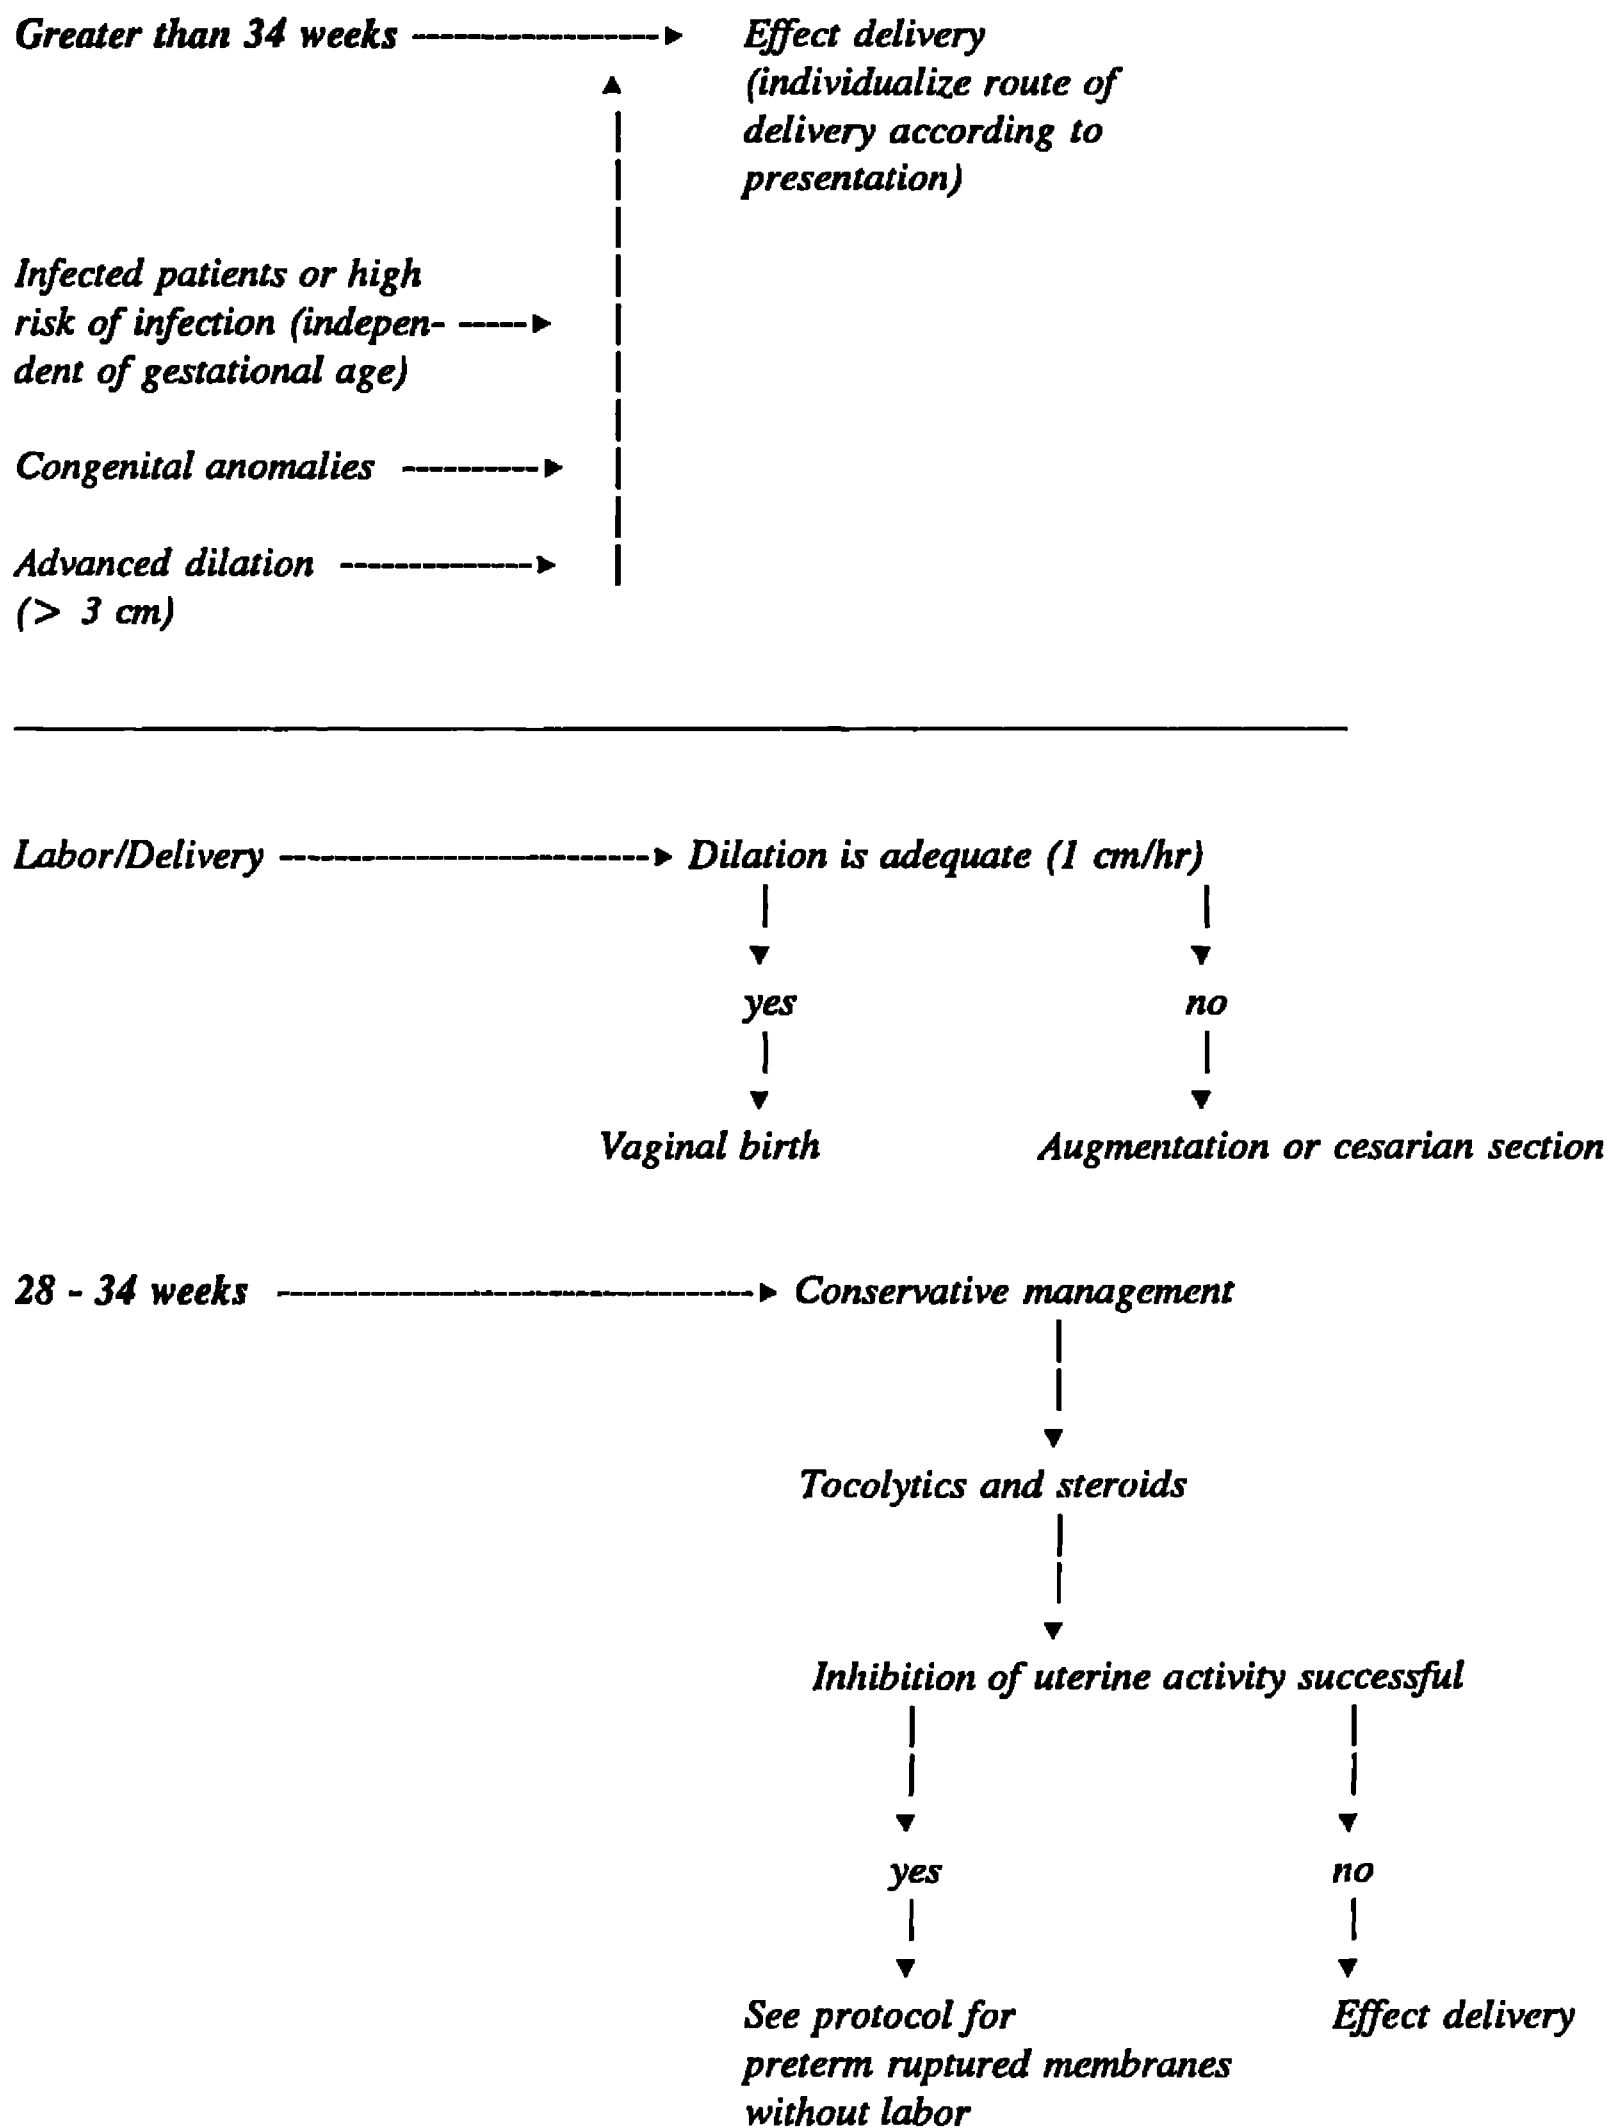 Greater than 34 weeks
Effect delivery
(individualize route of
delivery according to
presentation)
Infected patients or high
risk of infection (indepen-
dent of gestational age)
Congenital anomalies
Advanced dilation
(> 3 cm)
Labor/Delivery
Dilation is adequate (1 cm/hr)
yes
no
Vaginal birth
Augmentation or cesarian section
28 - 34 weeks
Conservative management
Tocolytics and steroids
Inhibition of uterine activity successful
yes
no
See protocol for
preterm ruptured membranes
without labor
Effect delivery